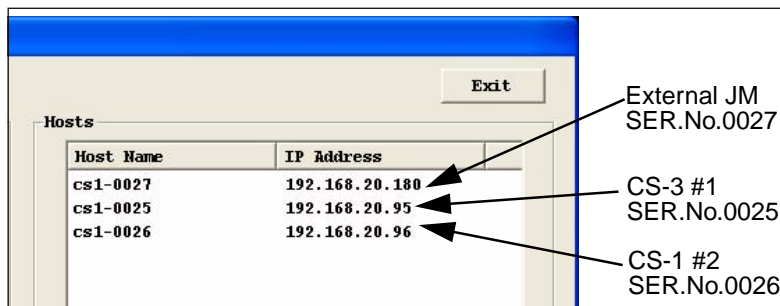 Exit
Hosts
Host Name IP Address
cs1-0027 192.168.20.180
cs1-0025 192.168.20.95
cs1-0026 192.168.20.96
External JM
SER.No.0027
CS-3 #1
SER.No.0025
CS-1 #2
SER.No.0026